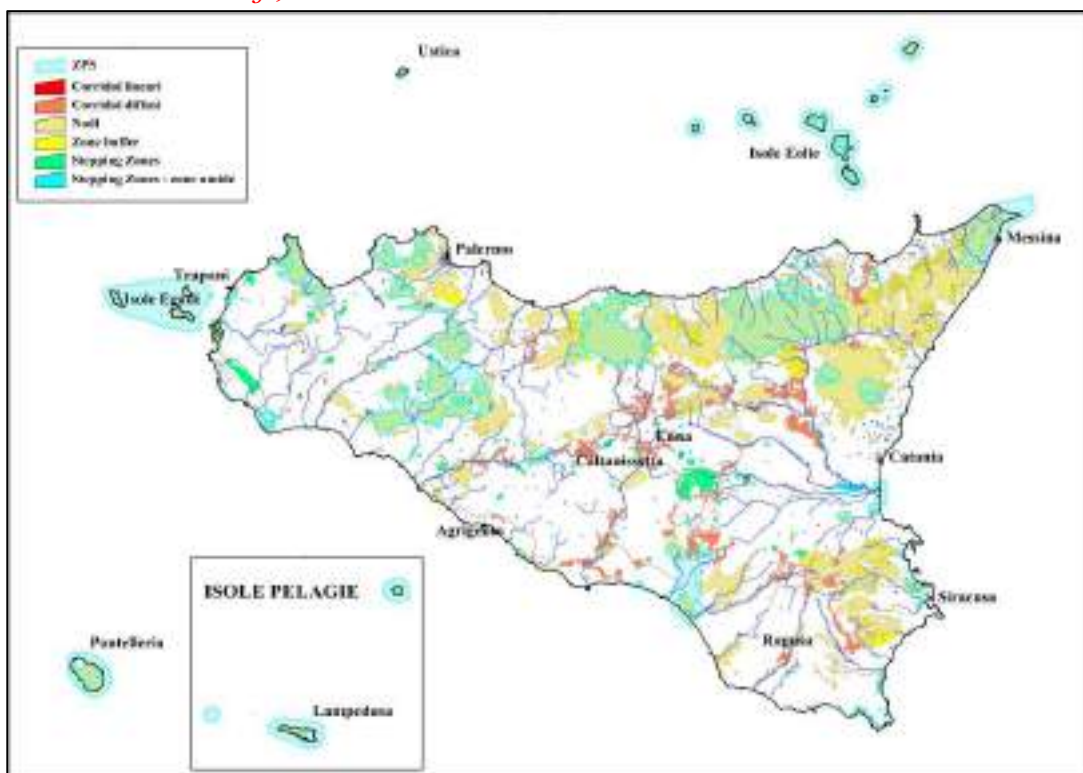 ZPS
Corridoi lineari
Corridoi diffusi
Nodi
Zone buffer
Stepping Zones
Stepping Zones - zone umide
Ustica
Isole Eolie
Messina
Palermo
Trapani
Isole Egadi
Enna
Caltanissetta
Catania
Agrigento
Siracusa
Ragusa
ISOLE PELAGIE
Pantelleria
Lampedusa